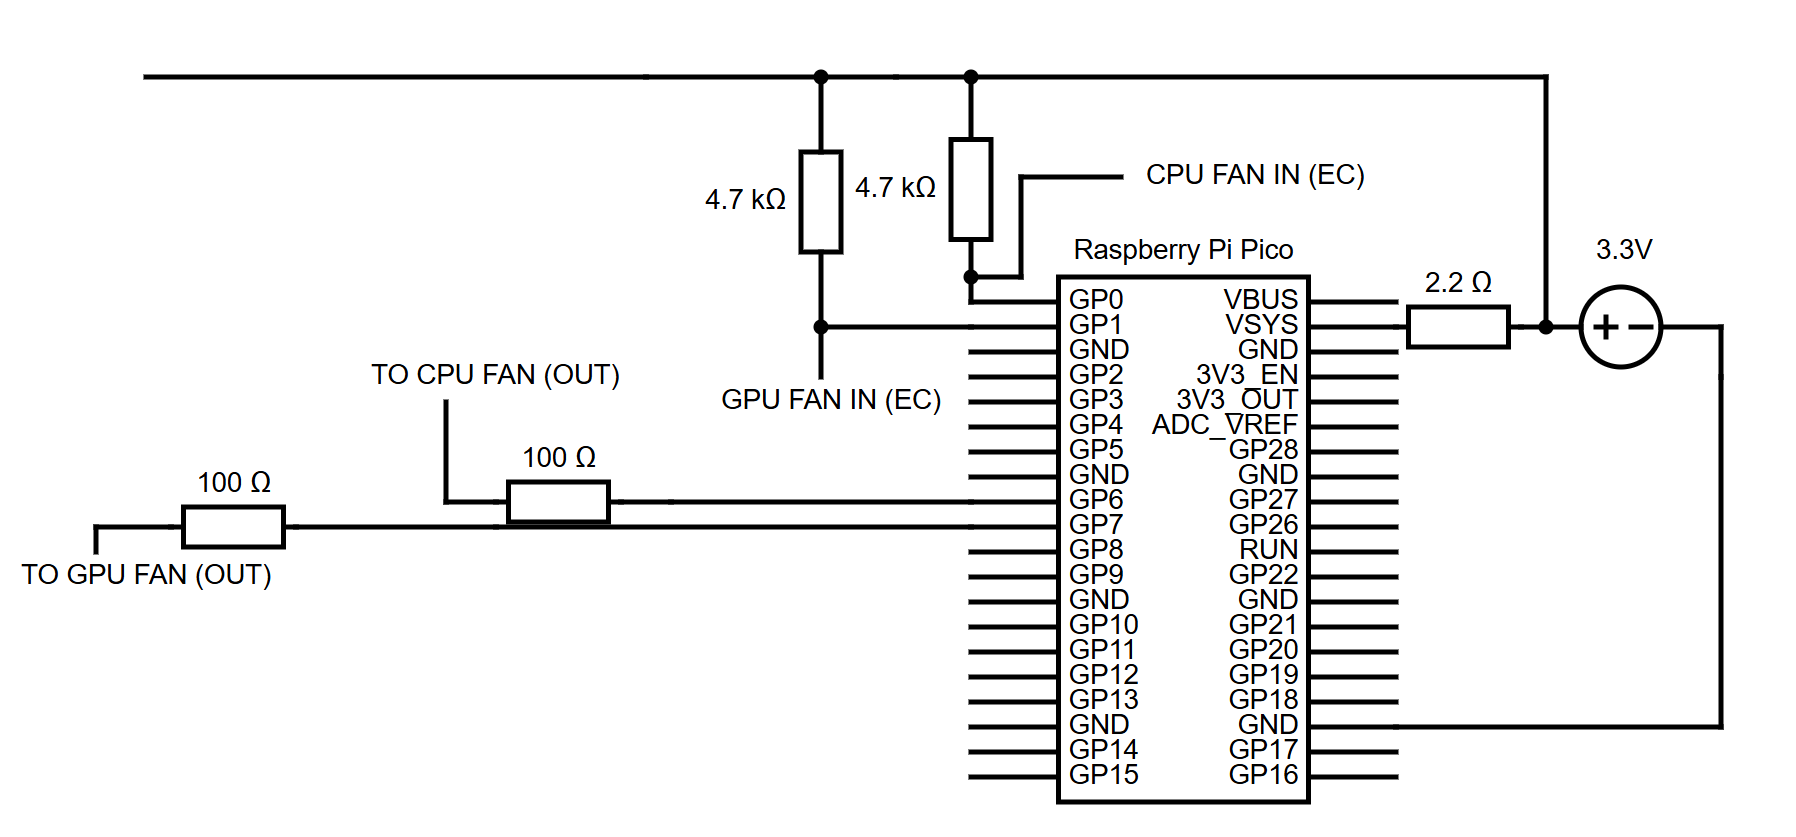 4.7 kΩ
4.7 kΩ
CPU FAN IN (EC)
Raspberry Pi Pico
3.3V
2.2 Ω
TO CPU FAN (OUT)
GPU FAN IN (EC)
100 Ω
100 Ω
TO GPU FAN (OUT)
GP0 VBUS
GP1 VSYS
GND GND
GP2 3V3_EN
GP3 3V3_OUT
GP4 ADC_VREF
GP5 GP28
GND GND
GP6 GP27
GP7 GP26
GP8 RUN
GP9 GP22
GND GND
GP10 GP21
GP11 GP20
GP12 GP19
GP13 GP18
GND GND
GP14 GP17
GP15 GP16